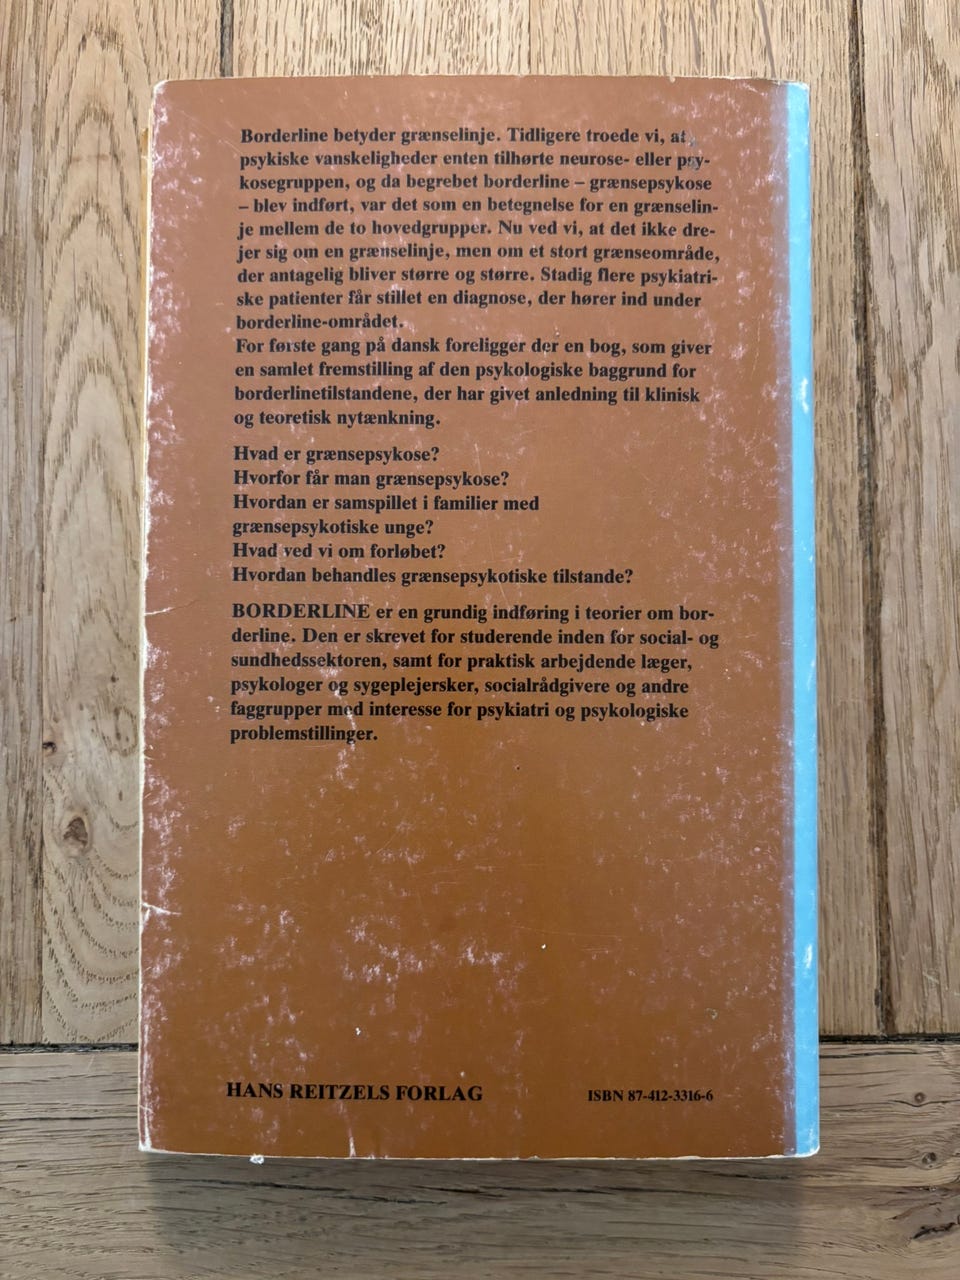 Borderline betyder grænselinje. Tidligere troede vi, at
psykiske vanskeligheder enten tilhørte neurose- eller psy-
kosegruppen, og da begrebet borderline – grænsepsykose
– blev indført, var det som en betegnelse for en grænselin-
je mellem de to hovedgrupper. Nu ved vi, at det ikke dre-
jer sig om en grænselinje, men om et stort grænseområde,
der antagelig bliver større og større. Stadig flere psykiatri-
ske patienter får stillet en diagnose, der hører ind under
borderline-området.
For første gang på dansk foreligger der en bog, som giver
en samlet fremstilling af den psykologiske baggrund for
borderlinetilstandene, der har givet anledning til klinisk
og teoretisk nytænkning.
Hvad er grænsepsykose?
Hvorfor får man grænsepsykose?
Hvordan er samspillet i familier med
grænsepsykotiske unge?
Hvad ved vi om forløbet?
Hvordan behandles grænsepsykotiske tilstande?
BORDERLINE er en grundig indføring i teorier om bor-
derline. Den er skrevet for studerende inden for social- og
sundhedssektoren, samt for praktisk arbejdende læger,
psykologer og sygeplejersker, socialrådgivere og andre
faggrupper med interesse for psykiatri og psykologiske
problemstillinger.
HANS REITZELS FORLAG
ISBN 87-412-3316-6